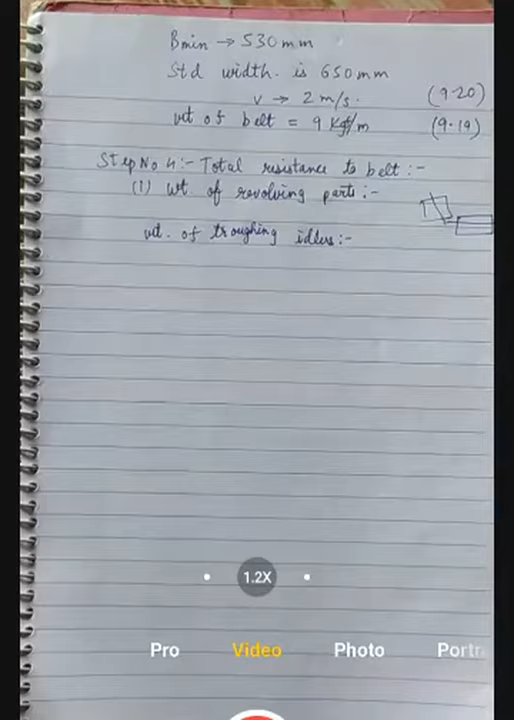 Bmin → 530 mm
Std width. is 650 mm
v → 2 m/s. (9.20)
wt of belt = 9 Kgf/m (9.19)
Step No 4:- Total resistance to belt :-
(1) wt of revolving parts :-
wt. of troughing idlers:-
1.2X
Pro Video Photo Portr